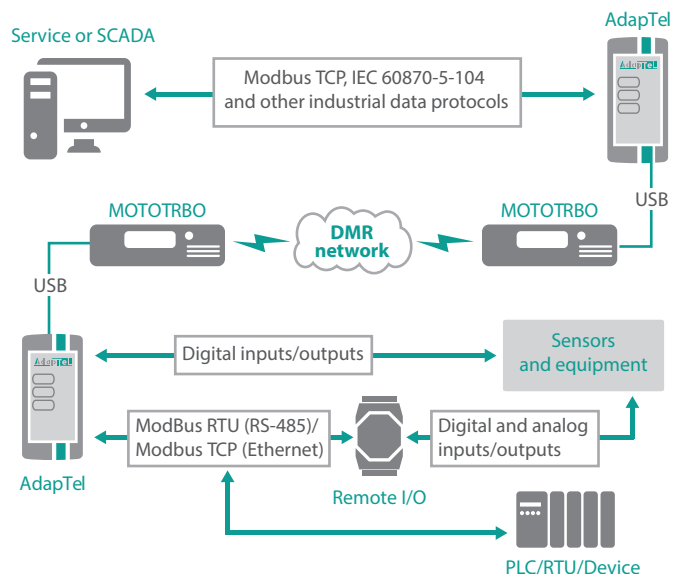 AdapTel
Service or SCADA
AdapTeL
Modbus TCP, IEC 60870-5-104
and other industrial data protocols
USB
MOTOTRBO
MOTOTRBO
DMR
network
USB
AdapTeL
Digital inputs/outputs
Sensors
and equipment
ModBus RTU (RS-485)/
Modbus TCP (Ethernet)
Digital and analog
inputs/outputs
AdapTel
Remote I/O
PLC/RTU/Device